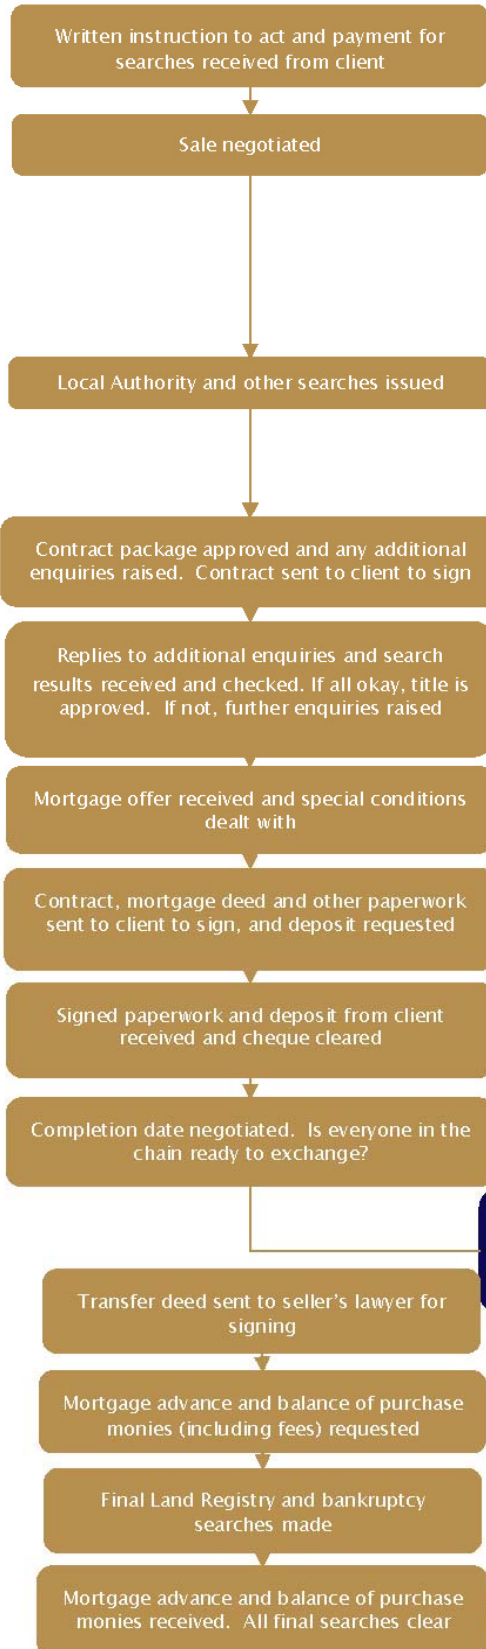 Written instruction to act and payment for
searches received from client
Sale negotiated
Local Authority and other searches issued
Contract package approved and any additional
enquiries raised.  Contract sent to client to sign
Replies to additional enquiries and search
results received and checked. If all okay, title is
approved.  If not, further enquiries raised
Mortgage offer received and special conditions
dealt with
Contract, mortgage deed and other paperwork
sent to client to sign, and deposit requested
Signed paperwork and deposit from client
received and cheque cleared
Completion date negotiated.  Is everyone in the
chain ready to exchange?
Transfer deed sent to seller’s lawyer for
signing
Mortgage advance and balance of purchase
monies (including fees) requested
Final Land Registry and bankruptcy
searches made
Mortgage advance and balance of purchase
monies received.  All final searches clear